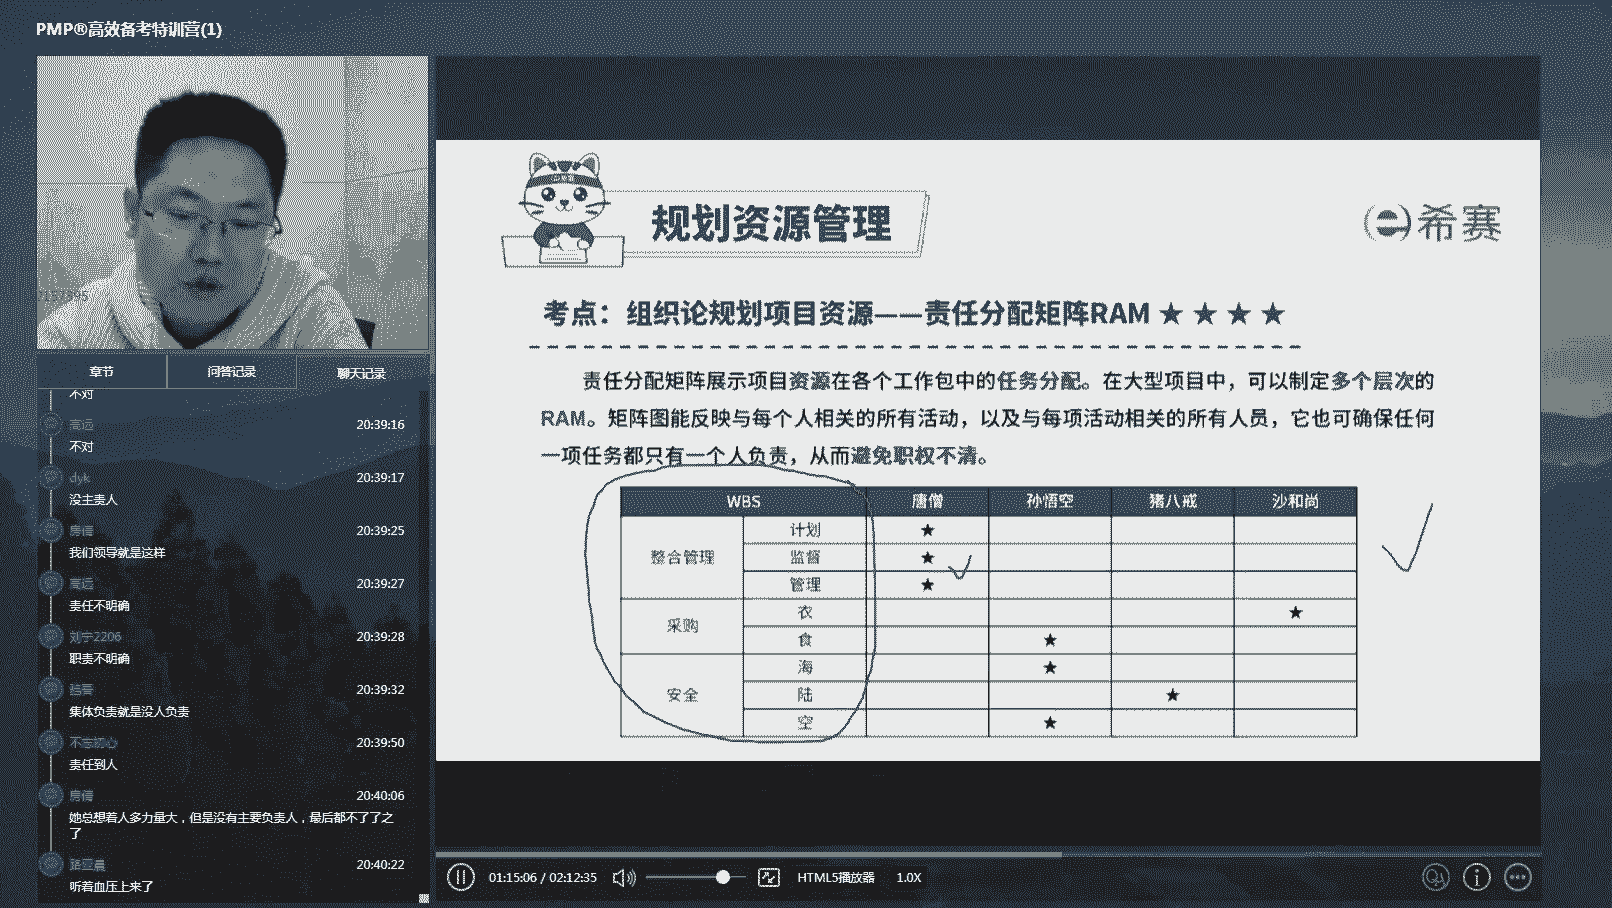 PMP®高效备考特训营(1)
章节
问答记录
聊天记录
不对
高远
20:39:16
不对
dyk
20:39:17
没主责人
房信
20:39:25
我们领导就是这样
高远
20:39:27
责任不明确
刘宁2206
20:39:28
职责不明确
20:39:32
集体负责就是没人负责
不忘初心
20:39:50
责任到人
房信
20:40:06
她总想着人多力量大，但是没有主要负责人，最后都不了了之
了
20:40:22
听着血压上来了
规划资源管理
希赛
考点：组织论规划项目资源——责任分配矩阵RAM ★ ★ ★ ★
责任分配矩阵展示项目资源在各个工作包中的任务分配。在大型项目中，可以制定多个层次的
RAM。矩阵图能反映与每个人相关的所有活动，以及与每项活动相关的所有人员，它也可确保任何
一项任务都只有一个人负责，从而避免职权不清。
WBS 唐僧 孙悟空 猪八戒 沙和尚
整合管理
计划 ★
监督 ★
管理 ★
采购
衣 ★
食 ★
安全
海 ★
陆 ★
空 ★
01:15:06 / 02:12:35
HTML5播放器
1.0X